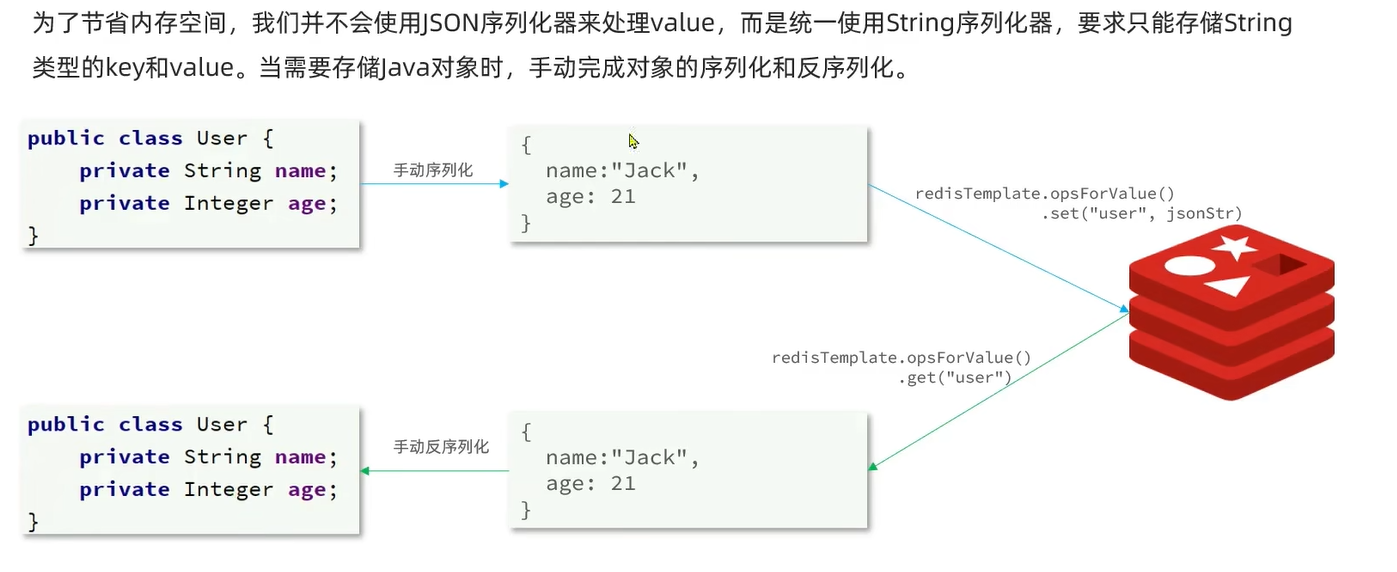 为了节省内存空间，我们并不会使用JSON序列化器来处理value，而是统一使用String序列化器，要求只能存储String
类型的key和value。当需要存储Java对象时，手动完成对象的序列化和反序列化。
public class User {
    private String name;
    private Integer age;
}
手动序列化
{
  name:"Jack",
  age: 21
}
redisTemplate.opsForValue()
.set("user", jsonStr)
redisTemplate.opsForValue()
.get("user")
{
  name:"Jack",
  age: 21
}
手动反序列化
public class User {
    private String name;
    private Integer age;
}